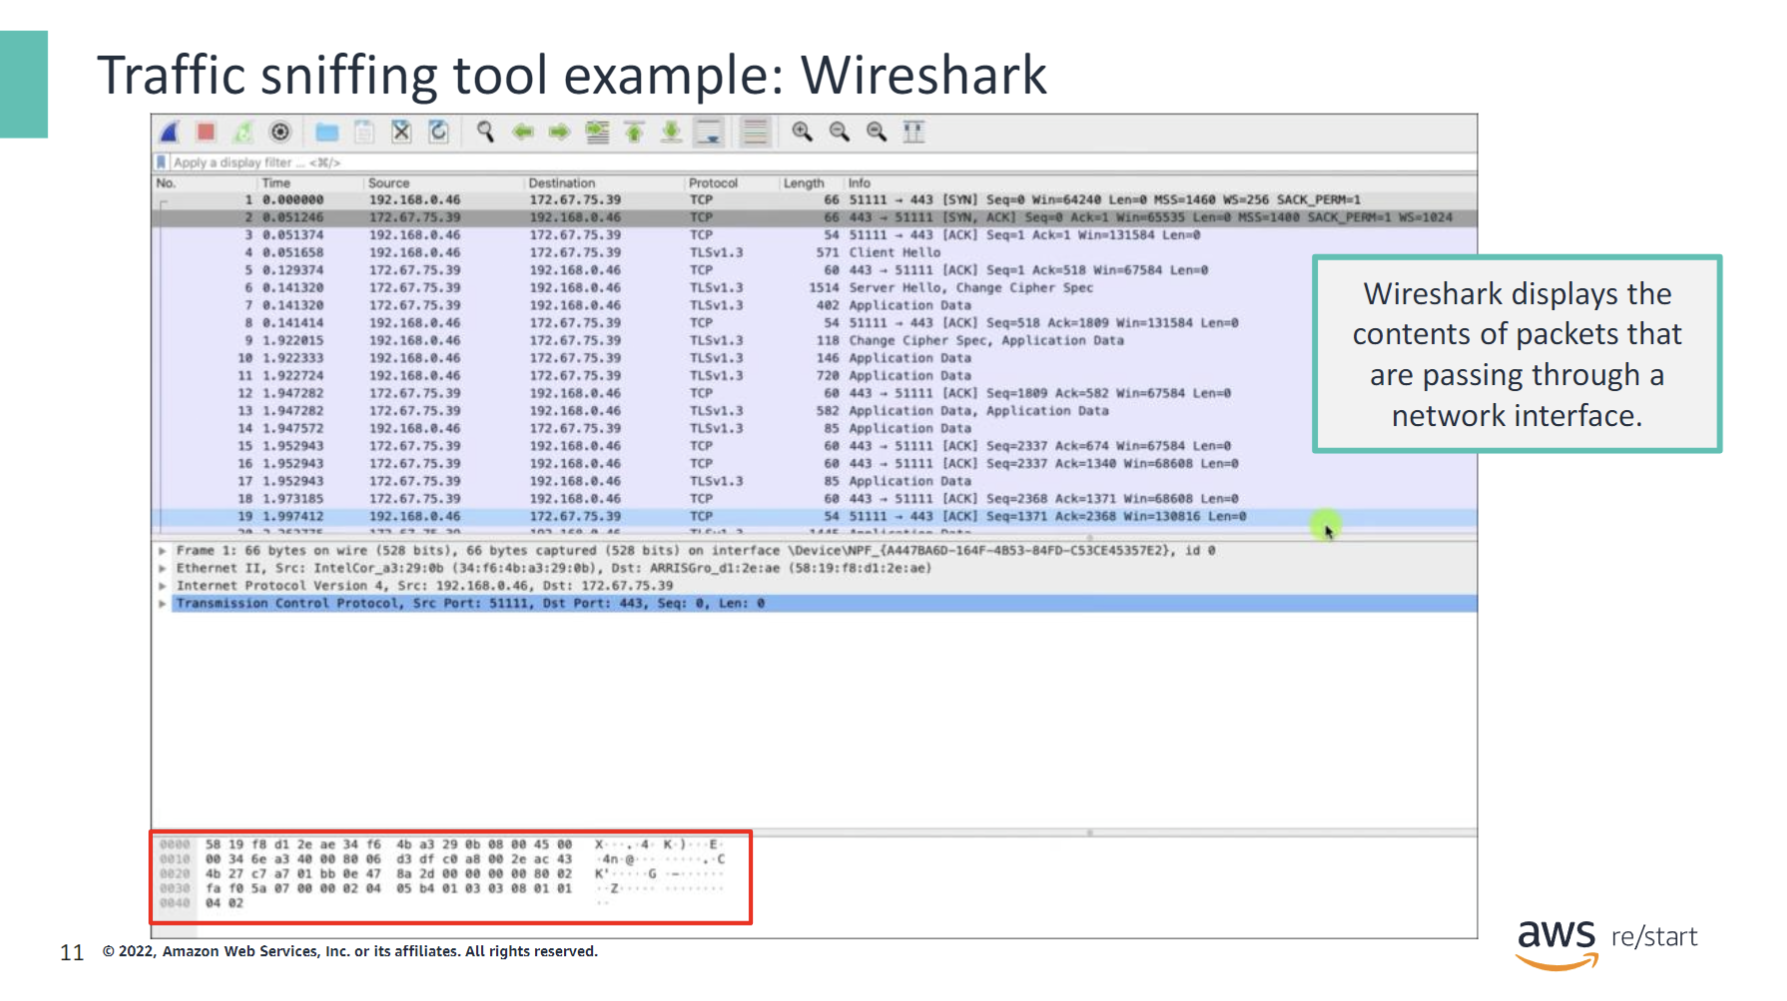 Traffic sniffing tool example: Wireshark
Apply a display filter ... <⌘/>
No. Time Source Destination Protocol Length Info
1 0.000000 192.168.0.46 172.67.75.39 TCP 66 51111 → 443 [SYN] Seq=0 Win=64240 Len=0 MSS=1460 WS=256 SACK_PERM=1
2 0.051246 172.67.75.39 192.168.0.46 TCP 66 443 → 51111 [SYN, ACK] Seq=0 Ack=1 Win=65535 Len=0 MSS=1400 SACK_PERM=1 WS=1024
3 0.051374 192.168.0.46 172.67.75.39 TCP 54 51111 → 443 [ACK] Seq=1 Ack=1 Win=131584 Len=0
4 0.051658 192.168.0.46 172.67.75.39 TLSv1.3 571 Client Hello
5 0.129374 172.67.75.39 192.168.0.46 TCP 60 443 → 51111 [ACK] Seq=1 Ack=518 Win=67584 Len=0
6 0.141320 172.67.75.39 192.168.0.46 TLSv1.3 1514 Server Hello, Change Cipher Spec
7 0.141320 172.67.75.39 192.168.0.46 TLSv1.3 402 Application Data
8 0.141414 192.168.0.46 172.67.75.39 TCP 54 51111 → 443 [ACK] Seq=518 Ack=1809 Win=131584 Len=0
9 1.922015 192.168.0.46 172.67.75.39 TLSv1.3 118 Change Cipher Spec, Application Data
10 1.922333 192.168.0.46 172.67.75.39 TLSv1.3 146 Application Data
11 1.922724 192.168.0.46 172.67.75.39 TLSv1.3 720 Application Data
12 1.947282 172.67.75.39 192.168.0.46 TCP 60 443 → 51111 [ACK] Seq=1809 Ack=582 Win=67584 Len=0
13 1.947282 172.67.75.39 192.168.0.46 TLSv1.3 582 Application Data, Application Data
14 1.947572 192.168.0.46 172.67.75.39 TLSv1.3 85 Application Data
15 1.952943 172.67.75.39 192.168.0.46 TCP 60 443 → 51111 [ACK] Seq=2337 Ack=674 Win=67584 Len=0
16 1.952943 172.67.75.39 192.168.0.46 TCP 60 443 → 51111 [ACK] Seq=2337 Ack=1340 Win=68608 Len=0
17 1.952943 172.67.75.39 192.168.0.46 TLSv1.3 85 Application Data
18 1.973185 172.67.75.39 192.168.0.46 TCP 60 443 → 51111 [ACK] Seq=2368 Ack=1371 Win=68608 Len=0
19 1.997412 192.168.0.46 172.67.75.39 TCP 54 51111 → 443 [ACK] Seq=1371 Ack=2368 Win=130816 Len=0
Wireshark displays the
contents of packets that
are passing through a
network interface.
Frame 1: 66 bytes on wire (528 bits), 66 bytes captured (528 bits) on interface \Device\NPF_{A447BA6D-164F-4B53-84FD-C53CE45357E2}, id 0
Ethernet II, Src: IntelCor_a3:29:0b (34:f6:4b:a3:29:0b), Dst: ARRISGro_d1:2e:ae (58:19:f8:d1:2e:ae)
Internet Protocol Version 4, Src: 192.168.0.46, Dst: 172.67.75.39
Transmission Control Protocol, Src Port: 51111, Dst Port: 443, Seq: 0, Len: 0
0000 58 19 f8 d1 2e ae 34 f6 4b a3 29 0b 08 00 45 00 X·····4· K·)···E·
0010 00 34 6e a3 40 00 80 06 d3 df c0 a8 00 2e ac 43 ·4n·@··· ·····.·C
0020 4b 27 c7 a7 01 bb 0e 47 8a 2d 00 00 00 00 80 02 K'·····G ·-······
0030 fa f0 5a 07 00 00 02 04 05 b4 01 03 03 08 01 01 ··Z····· ········
0040 04 02 ··
11 © 2022, Amazon Web Services, Inc. or its affiliates. All rights reserved.
aws re/start